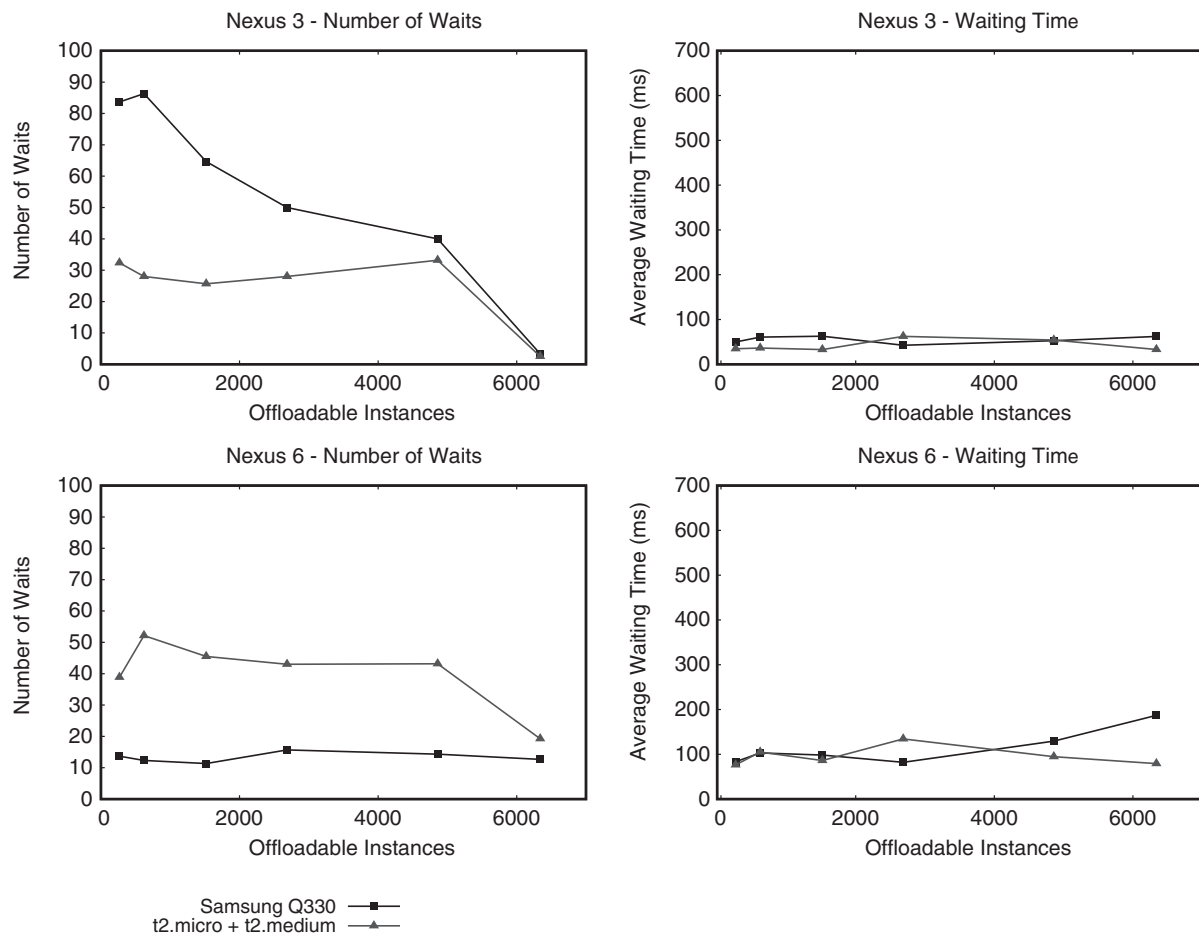 Nexus 3 - Number of Waits
100
90
80
70
60
50
40
30
20
10
0
Number of Waits
0 2000 4000 6000
Offloadable Instances
Nexus 3 - Waiting Time
700
600
500
400
300
200
100
0
Average Waiting Time (ms)
0 2000 4000 6000
Offloadable Instances
Nexus 6 - Number of Waits
100
90
80
70
60
50
40
30
20
10
0
Number of Waits
0 2000 4000 6000
Offloadable Instances
Nexus 6 - Waiting Time
700
600
500
400
300
200
100
0
Average Waiting Time (ms)
0 2000 4000 6000
Offloadable Instances
Samsung Q330
t2.micro + t2.medium